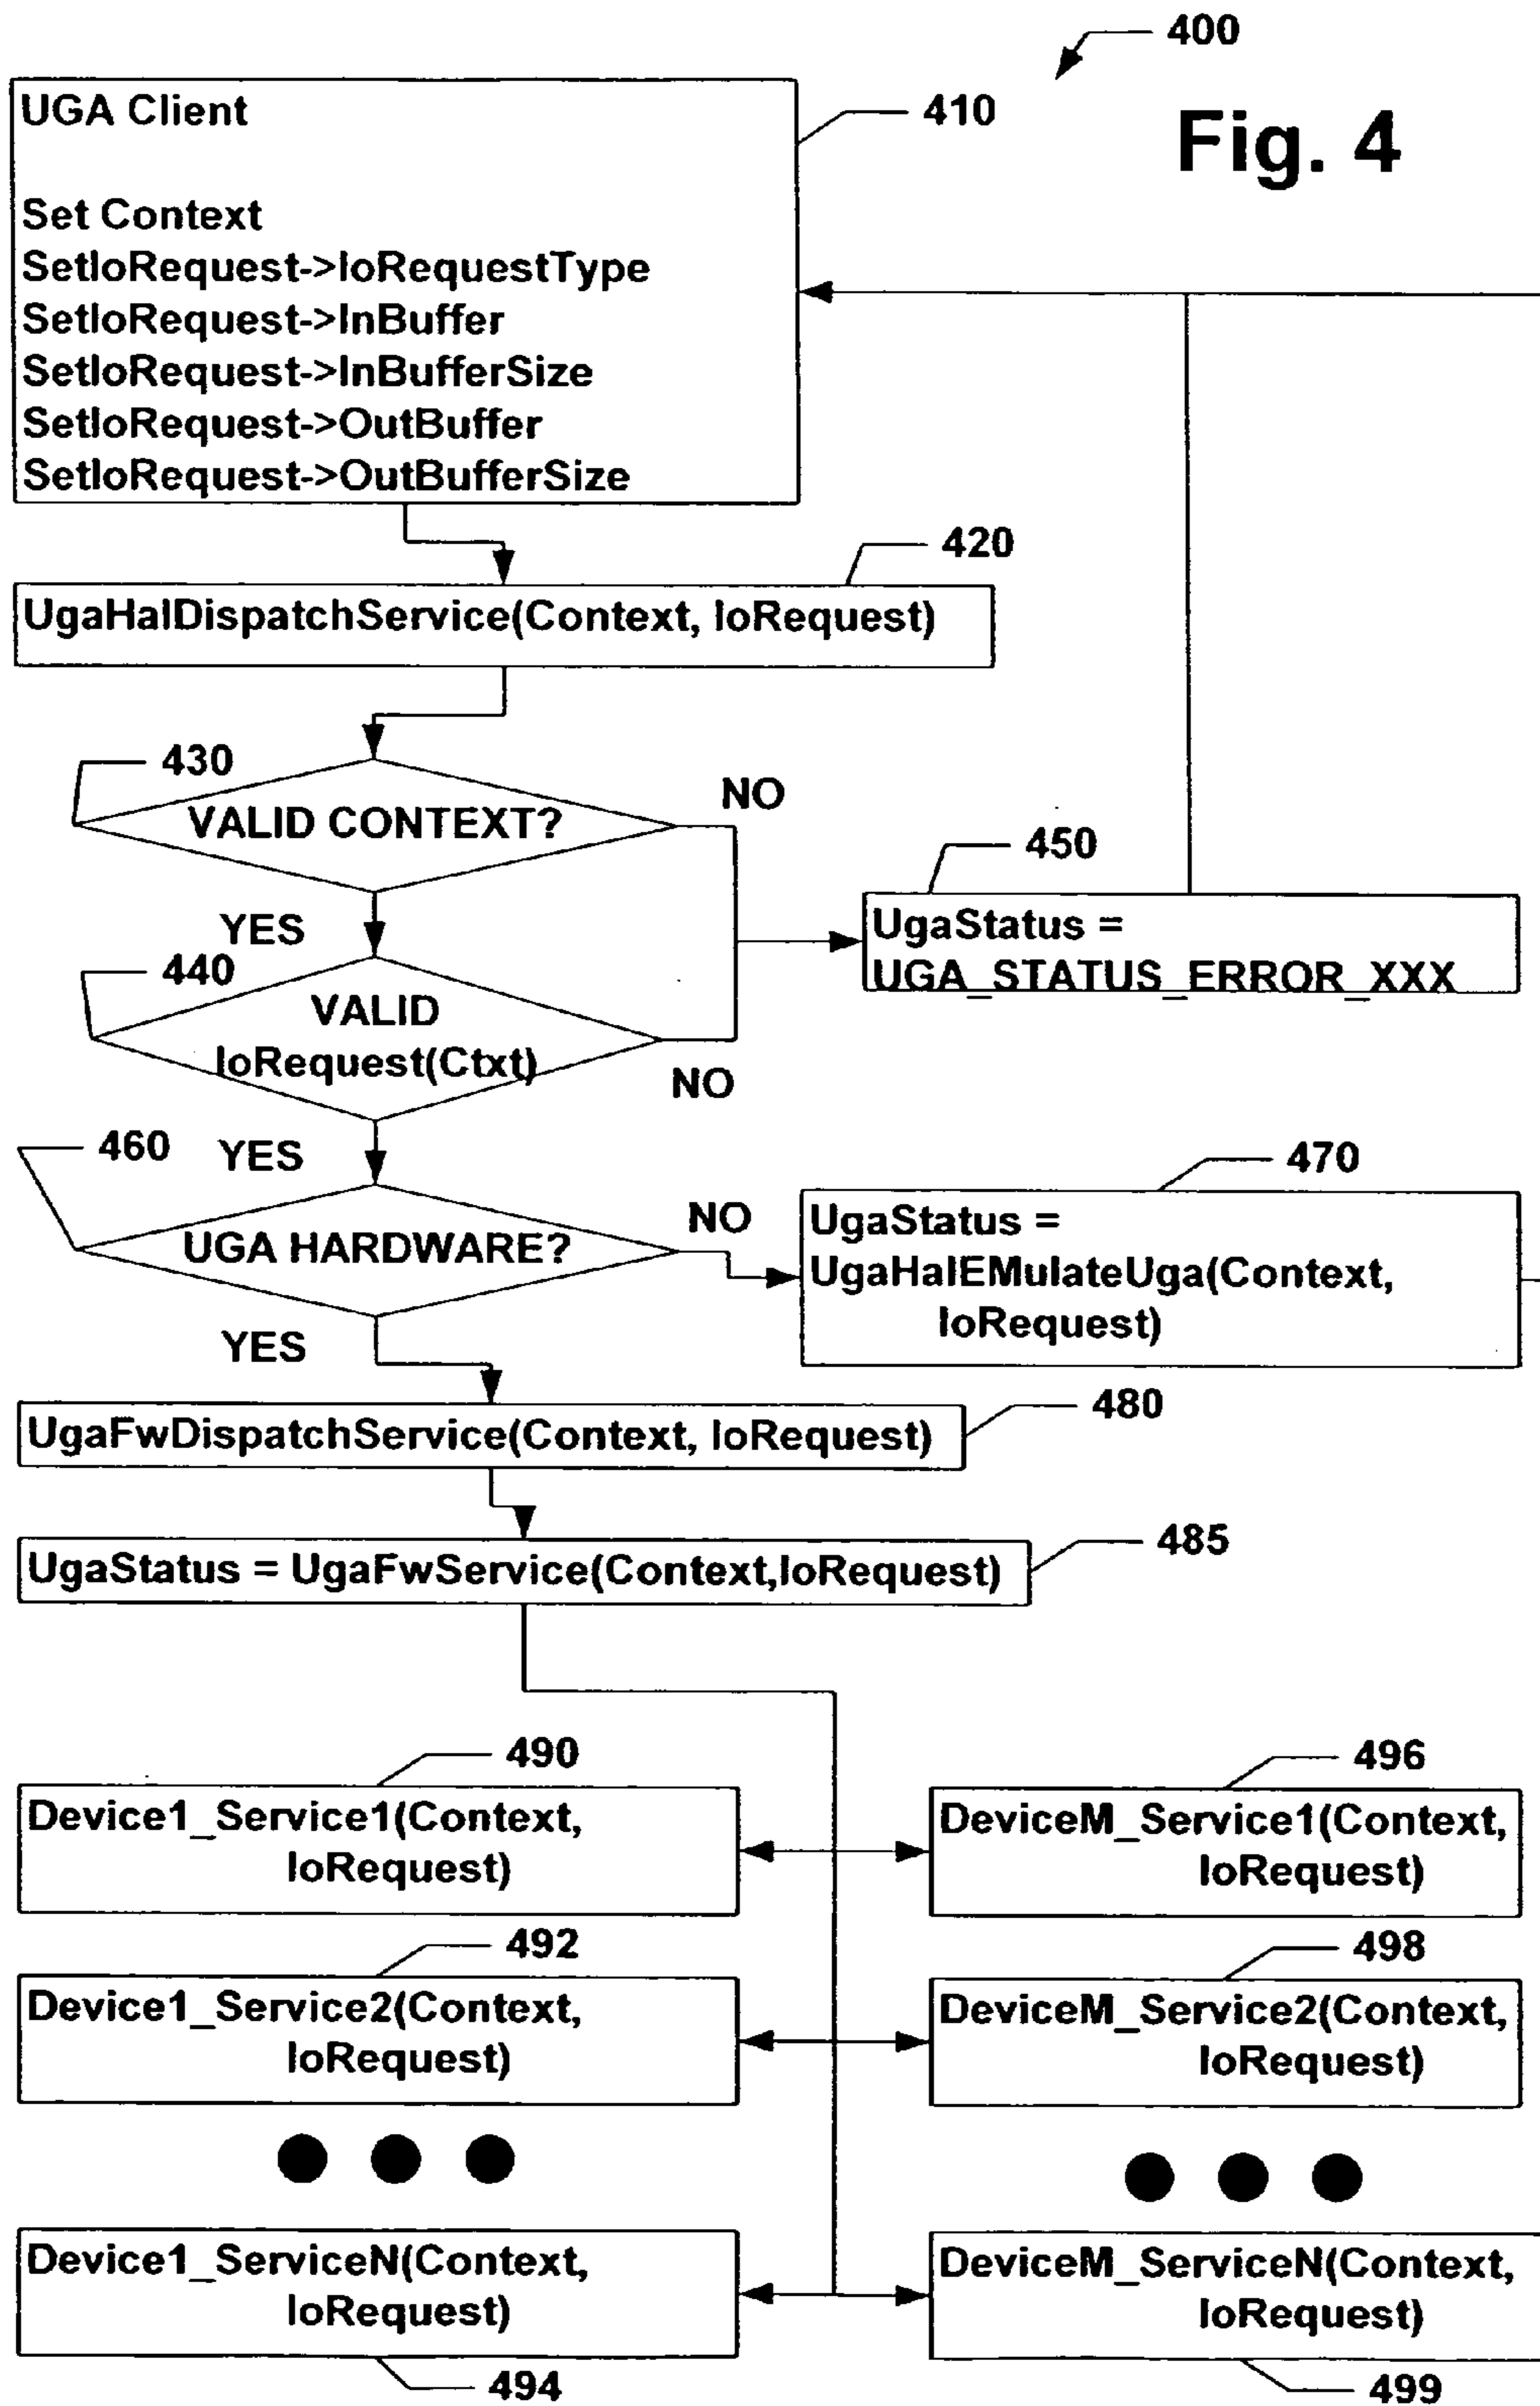 400
Fig. 4
UGA Client
410
Set Context
SetIoRequest->IoRequestType
SetIoRequest->InBuffer
SetIoRequest->InBufferSize
SetIoRequest->OutBuffer
SetIoRequest->OutBufferSize
420
UgaHalDispatchService(Context, IoRequest)
430
NO
VALID CONTEXT?
450
YES
UgaStatus =
UGA_STATUS_ERROR_XXX
440
VALID
IoRequest(Ctxt)
NO
460
YES
470
NO
UgaStatus =
UgaHalEMulateUga(Context,
IoRequest)
UGA HARDWARE?
YES
480
UgaFwDispatchService(Context, IoRequest)
485
UgaStatus = UgaFwService(Context,IoRequest)
490
Device1_Service1(Context,
IoRequest)
496
DeviceM_Service1(Context,
IoRequest)
492
Device1_Service2(Context,
IoRequest)
498
DeviceM_Service2(Context,
IoRequest)
Device1_ServiceN(Context,
IoRequest)
494
DeviceM_ServiceN(Context,
IoRequest)
499